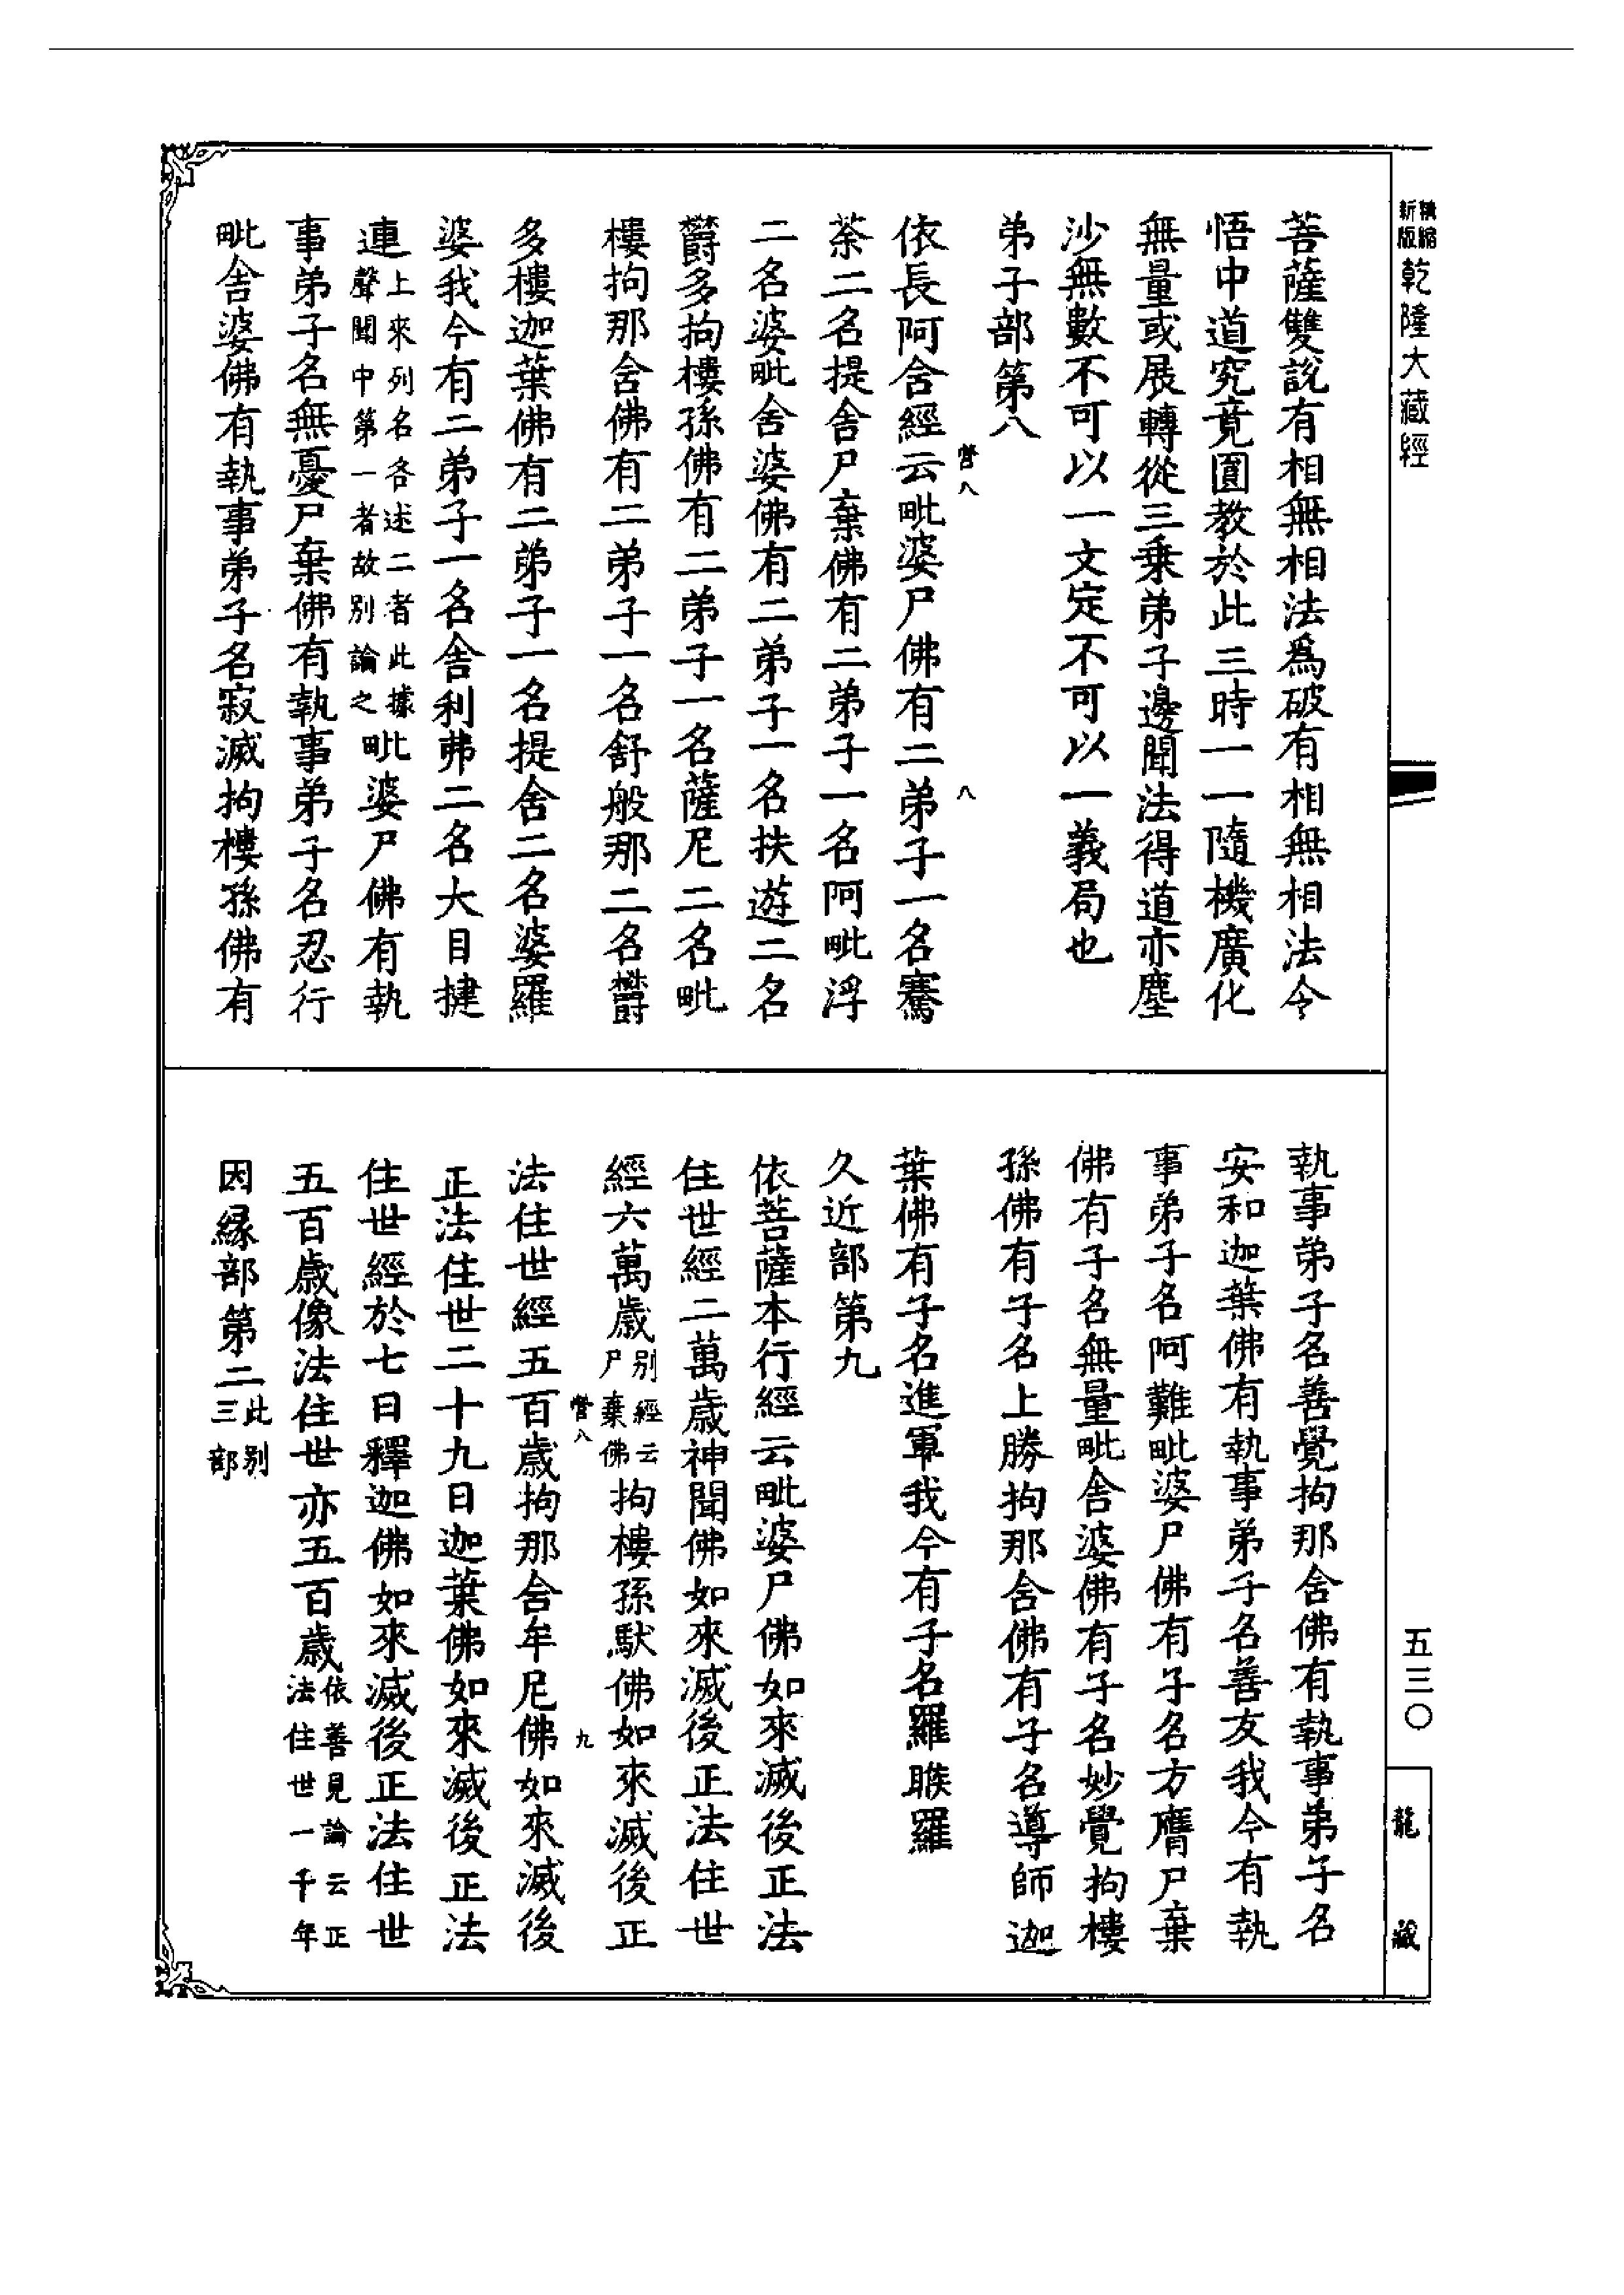 精縮新版乾隆大藏經
菩薩雙說有相無相法爲破有相無相法令
悟中道究竟圓教於此三時一一隨機廣化
無量或展轉從三乘弟子邊聞法得道亦塵
沙無數不可以一文定不可以一義局也
弟子部第八
營八 八
依長阿舍經云毗婆尸佛有二弟子一名騫
荼二名提舍尸棄佛有二弟子一名阿毗浮
二名婆毗舍婆佛有二弟子一名扶遊二名
欝多拘樓孫佛有二弟子一名薩尼二名毗
樓拘那舍佛有二弟子一名舒般那二名欝
多樓迦葉佛有二弟子一名提舍二名婆羅
婆我今有二弟子一名舍利弗二名大目揵
連上來列名各述二者此據聲聞中第一者故別論之毗婆尸佛有執
事弟子名無憂尸棄佛有執事弟子名忍行
毗舍婆佛有執事弟子名寂滅拘樓孫佛有
執事弟子名善覺拘那舍佛有執事弟子名
安和迦葉佛有執事弟子名善友我今有執
事弟子名阿難毗婆尸佛有子名方膺尸棄
佛有子名無量毗舍婆佛有子名妙覺拘樓
孫佛有子名上勝拘那舍佛有子名導師迦
葉佛有子名進軍我今有子名羅睺羅
久近部第九
依菩薩本行經云毗婆尸佛如來滅後正法
住世經二萬歲神聞佛如來滅後正法住世
經六萬歲別經云尸棄佛拘樓孫馱佛如來滅後正
營八 九
法住世經五百歲拘那舍牟尼佛如來滅後
正法住世二十九日迦葉佛如來滅後正法
住世經於七日釋迦佛如來滅後正法住世
五百歲像法住世亦五百歲依善見論云正法住世一千年
因緣部第二此別三部
五三〇
龍藏